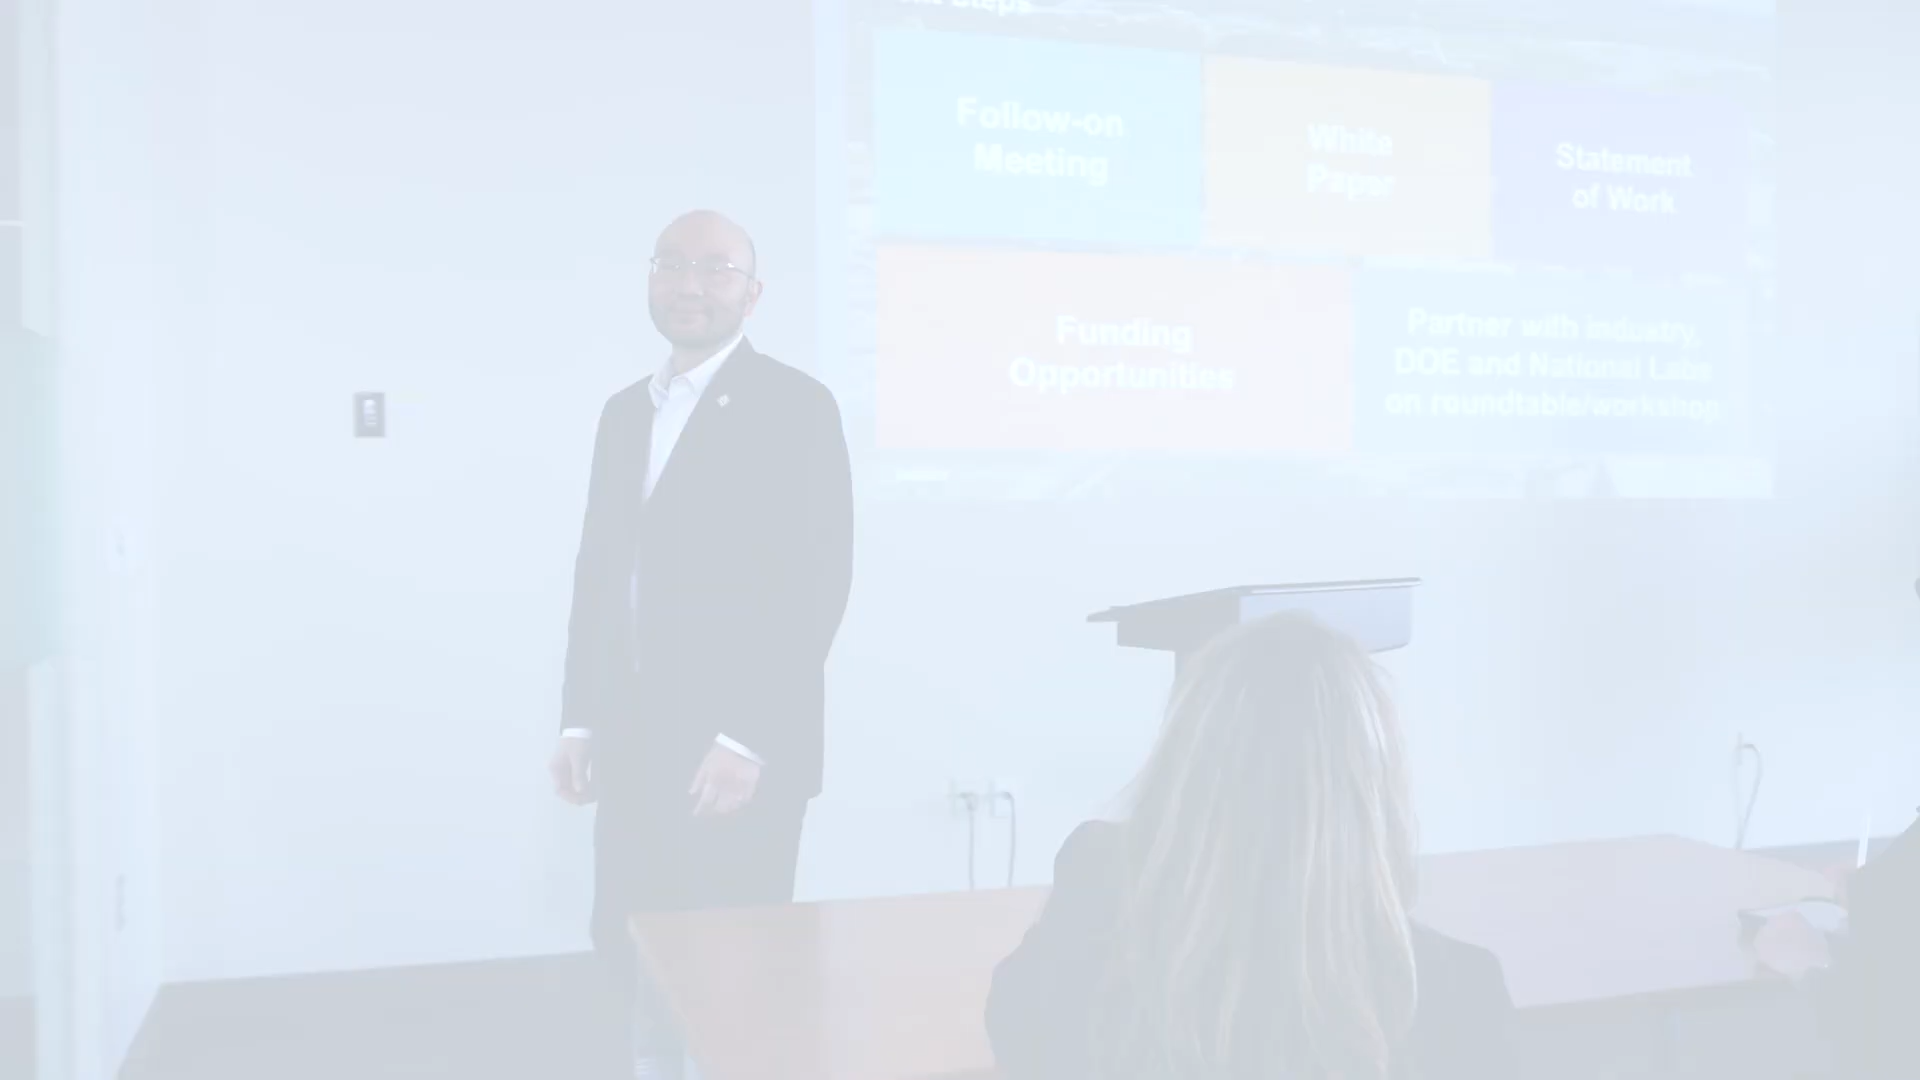 Steps
Follow-on
Meeting
White
Paper
Statement
of Work
Funding
Opportunities
Partner with industry,
DOE and National Labs
on roundtable/workshop